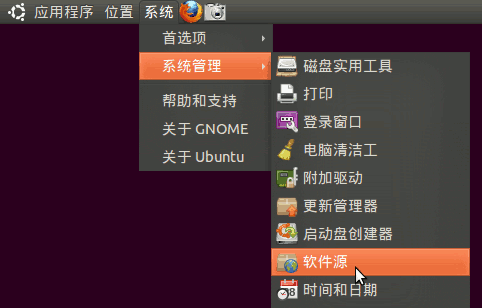 应用程序 位置 系统
首选项
系统管理
帮助和支持
关于 GNOME
关于 Ubuntu
磁盘实用工具
打印
登录窗口
电脑清洁工
附加驱动
更新管理器
启动盘创建器
软件源
时间和日期